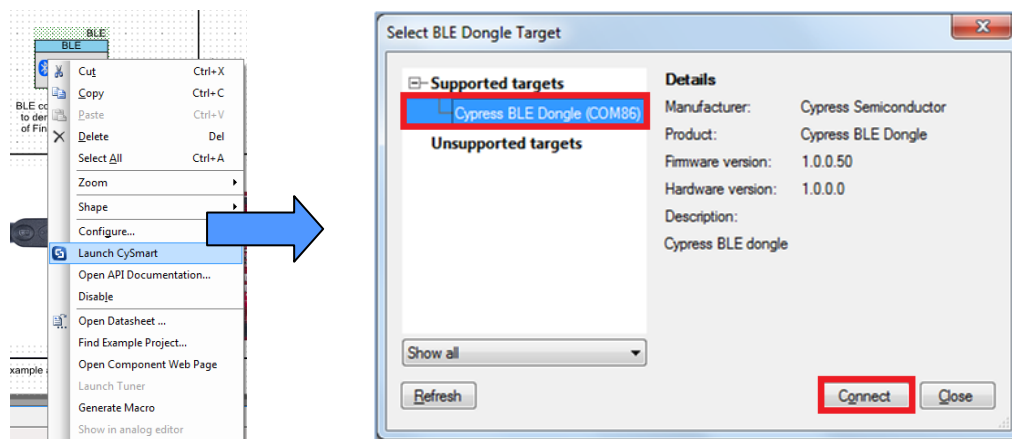 BLE
BLE
BLE co
to der
of Fin
Cut Ctrl+X
Copy Ctrl+C
Paste Ctrl+V
Delete Del
Select All Ctrl+A
Zoom
Shape
Configure...
Launch CySmart
Open API Documentation...
Disable
Open Datasheet ...
Find Example Project...
Open Component Web Page
Launch Tuner
Generate Macro
Show in analog editor
xample
Select BLE Dongle Target
Supported targets
Cypress BLE Dongle (COM86)
Unsupported targets
Show all
Refresh
Details
Manufacturer: Cypress Semiconductor
Product: Cypress BLE Dongle
Firmware version: 1.0.0.50
Hardware version: 1.0.0.0
Description:
Cypress BLE dongle
Connect
Close